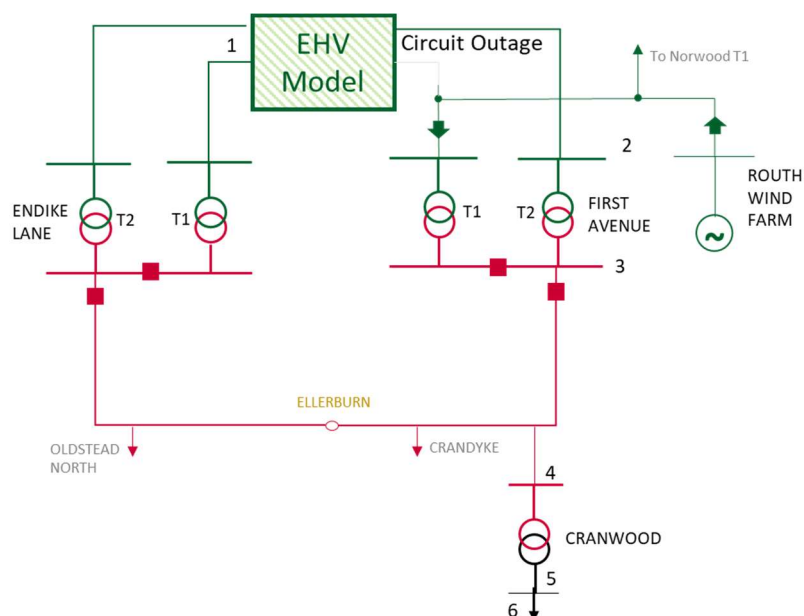 1
EHV
Model
Circuit Outage
To Norwood T1
2
ENDIKE
LANE
T2
T1
T1
T2
FIRST
AVENUE
ROUTH
WIND
FARM
~
3
ELLERBURN
OLDSTEAD
NORTH
CRANDYKE
4
CRANWOOD
5
6